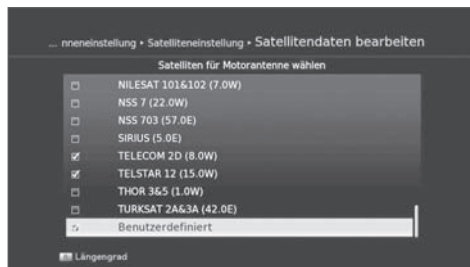 ... nneneinstellung ‣ Satelliteneinstellung ‣ Satellitendaten bearbeiten
Satelliten für Motorantenne wählen
NILESAT 101&102 (7.0W)
NSS 7 (22.0W)
NSS 703 (57.0E)
SIRIUS (5.0E)
TELECOM 2D (8.0W)
TELSTAR 12 (15.0W)
THOR 3&5 (1.0W)
TURKSAT 2A&3A (42.0E)
Benutzerdefiniert
Längengrad